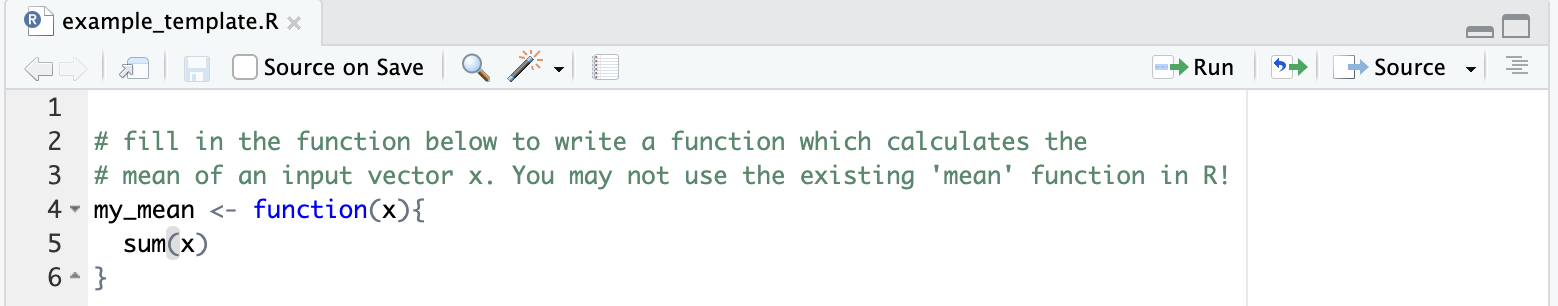 example_template.R
Source on Save
Run
Source
1
2 # fill in the function below to write a function which calculates the
3 # mean of an input vector x. You may not use the existing 'mean' function in R!
4 my_mean <- function(x){
5 sum(x)
6 }